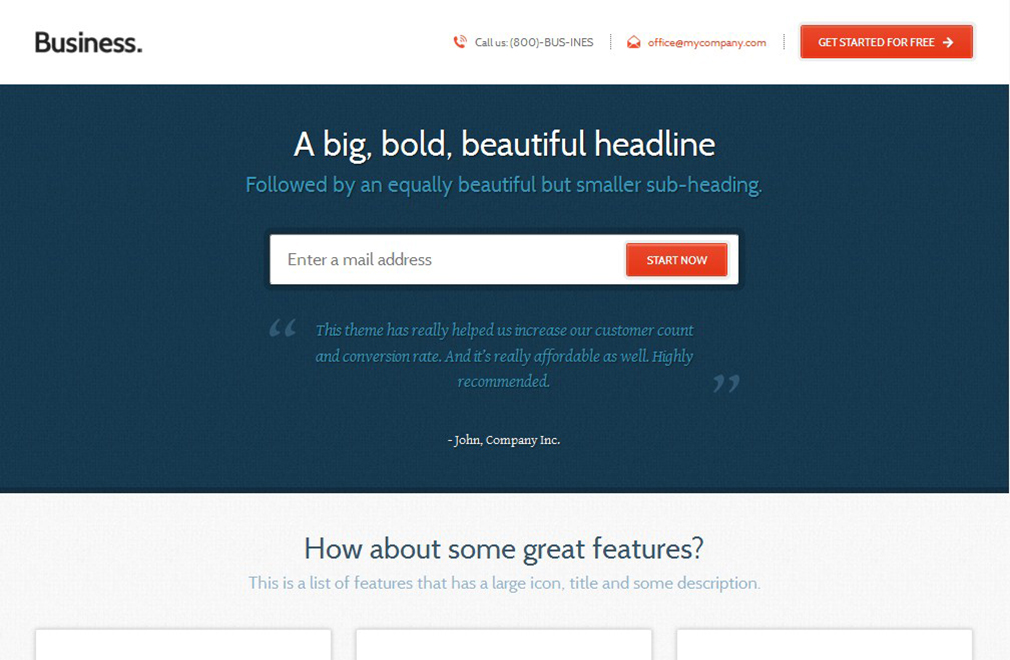 Business.
Call us: (800)-BUS-INES
office@mycompany.com
GET STARTED FOR FREE
A big, bold, beautiful headline
Followed by an equally beautiful but smaller sub-heading.
Enter a mail address
START NOW
“ This theme has really helped us increase our customer count
and conversion rate. And it's really affordable as well. Highly
recommended. ”
- John, Company Inc.
How about some great features?
This is a list of features that has a large icon, title and some description.